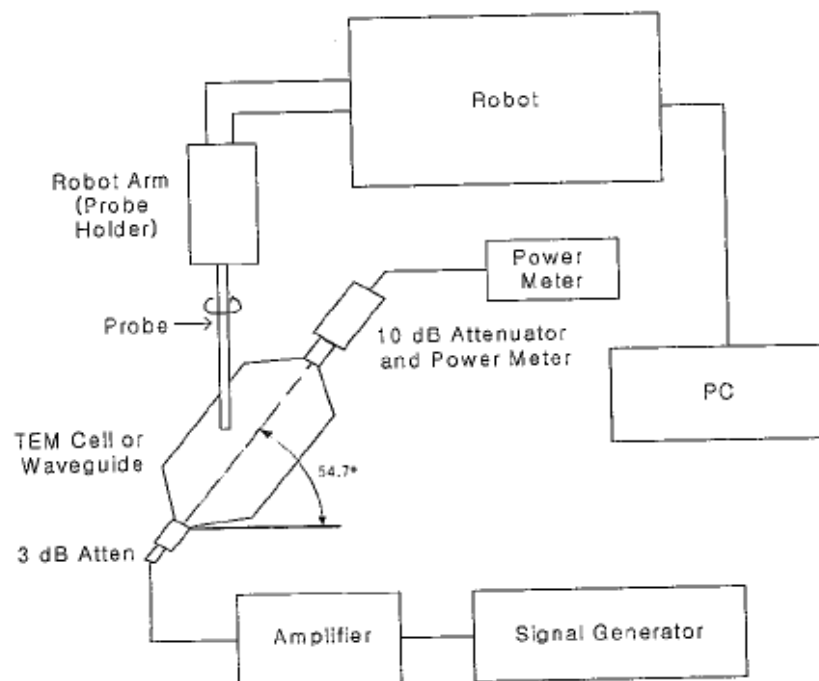 Robot
Robot Arm
(Probe
Holder)
Power
Meter
Probe
10 dB Attenuator
and Power Meter
PC
TEM Cell or
Waveguide
54.7°
3 dB Atten
Amplifier
Signal Generator